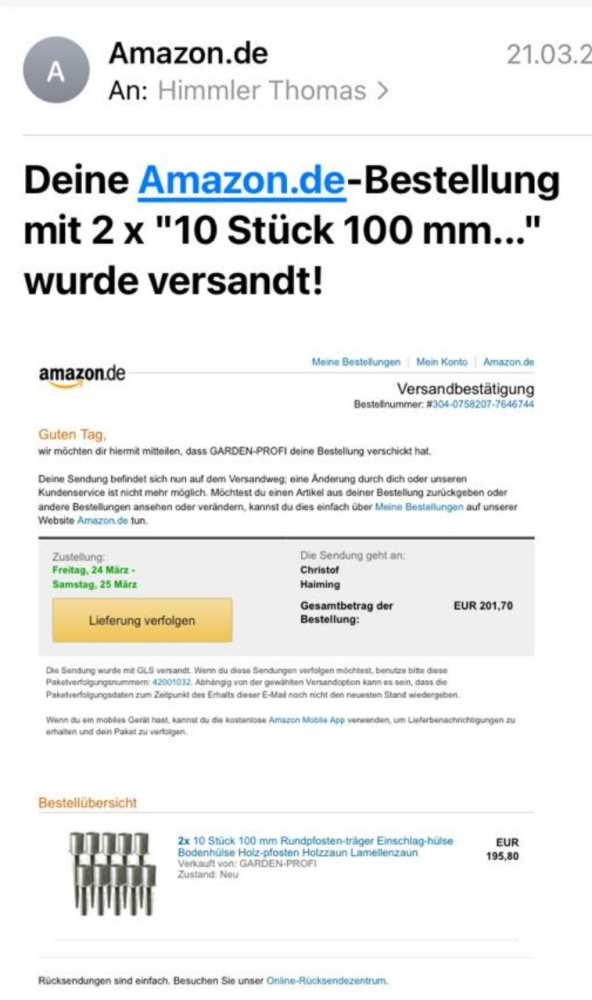 A
Amazon.de
21.03.2
An: Himmler Thomas >
Deine Amazon.de-Bestellung
mit 2 x "10 Stück 100 mm..."
wurde versandt!
amazon.de
Meine Bestellungen | Mein Konto | Amazon.de
Versandbestätigung
Bestellnummer: #304-0758207-7646744
Guten Tag,
wir möchten dir hiermit mitteilen, dass GARDEN-PROFI deine Bestellung verschickt hat.
Deine Sendung befindet sich nun auf dem Versandweg; eine Änderung durch dich oder unseren
Kundenservice ist nicht mehr möglich. Möchtest du einen Artikel aus deiner Bestellung zurückgeben oder
andere Bestellungen ansehen oder verändern, kannst du dies einfach über Meine Bestellungen auf unserer
Website Amazon.de tun.
Zustellung:
Freitag, 24 März -
Samstag, 25 März
Lieferung verfolgen
Die Sendung geht an:
Christof
Haiming
Gesamtbetrag der EUR 201,70
Bestellung:
Die Sendung wurde mit GLS versandt. Wenn du diese Sendungen verfolgen möchtest, benutze bitte diese
Paketverfolgungsnummern: 42001032. Abhängig von der gewählten Versandoption kann es sein, dass die
Paketverfolgungsdaten zum Zeitpunkt des Erhalts dieser E-Mail noch nicht den neuesten Stand wiedergeben.
Wenn du ein mobiles Gerät hast, kannst du die kostenlose Amazon Mobile App verwenden, um Lieferbenachrichtigungen zu
erhalten und dein Paket zu verfolgen.
Bestellübersicht
2x 10 Stück 100 mm Rundpfosten-träger Einschlag-hülse
Bodenhülse Holz-pfosten Holzzaun Lamellenzaun
Verkauft von: GARDEN-PROFI
Zustand: Neu
EUR
195,80
Rücksendungen sind einfach. Besuchen Sie unser Online-Rücksendezentrum.